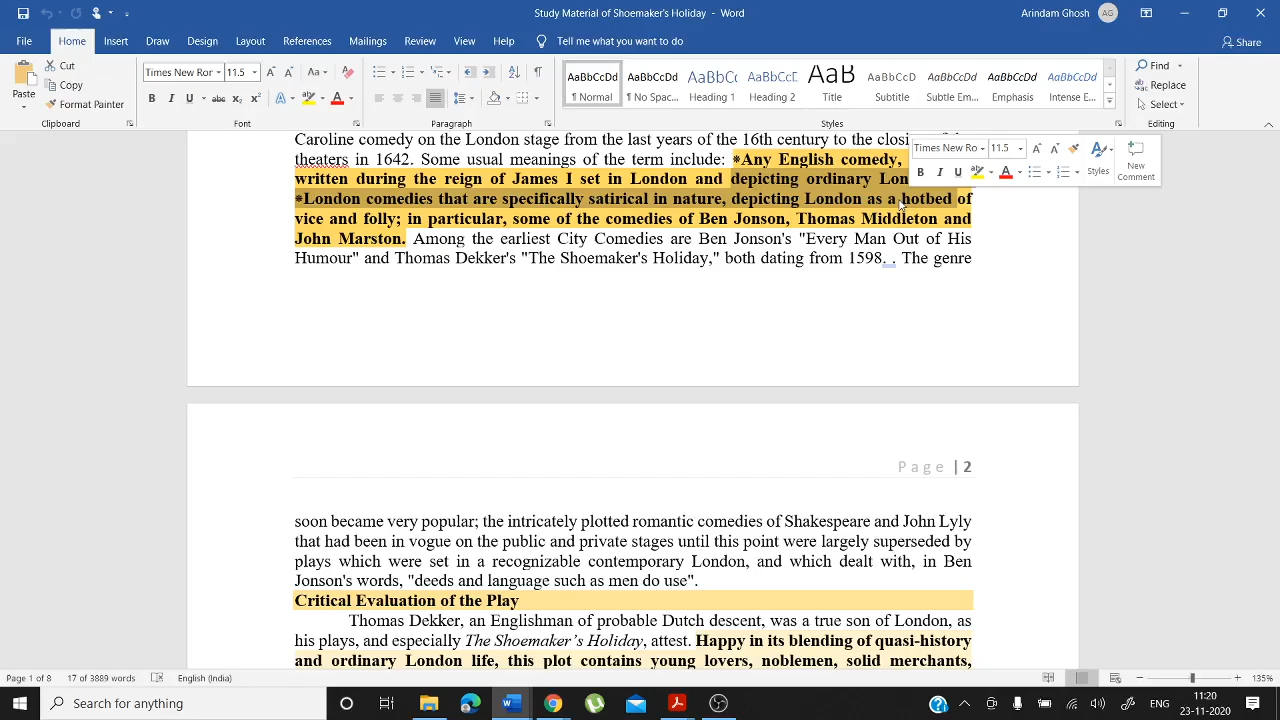 Study Material of Shoemaker's Holiday - Word
Arindam Ghosh AG
File Home Insert Draw Design Layout References Mailings Review View Help Tell me what you want to do Share
Paste
Cut
Copy
Format Painter
Clipboard
Times New Ror 11.5
Font
Paragraph
AaBbCcDd AaBbCcDd AaBbCc AaBbCcD AaB AaBbCcDd AaBbCcDd AaBbCcDd AaBbCcDd
¶ Normal ¶ No Spac... Heading 1 Heading 2 Title Subtitle Subtle Em... Emphasis Intense E...
Styles
Find
Replace
Select
Editing
Times New Ro 11.5
Styles
New
Comment
Caroline comedy on the London stage from the last years of the 16th century to the
theaters in 1642. Some usual meanings of the term include: *Any English comedy,
written during the reign of James I set in London and depicting ordinary
*London comedies that are specifically satirical in nature, depicting London as a hotbed of
vice and folly; in particular, some of the comedies of Ben Jonson, Thomas Middleton and
John Marston. Among the earliest City Comedies are Ben Jonson's "Every Man Out of His
Humour" and Thomas Dekker's "The Shoemaker's Holiday," both dating from 1598. . The genre
Page | 2
soon became very popular; the intricately plotted romantic comedies of Shakespeare and John Lyly
that had been in vogue on the public and private stages until this point were largely superseded by
plays which were set in a recognizable contemporary London, and which dealt with, in Ben
Jonson's words, "deeds and language such as men do use".
Critical Evaluation of the Play
Thomas Dekker, an Englishman of probable Dutch descent, was a true son of London, as
his plays, and especially The Shoemaker’s Holiday, attest. Happy in its blending of quasi-history
and ordinary London life, this plot contains young lovers, noblemen, solid merchants,
Page 1 of 8 17 of 3889 words English (India) 135%
Search for anything
ENG
11:20
23-11-2020